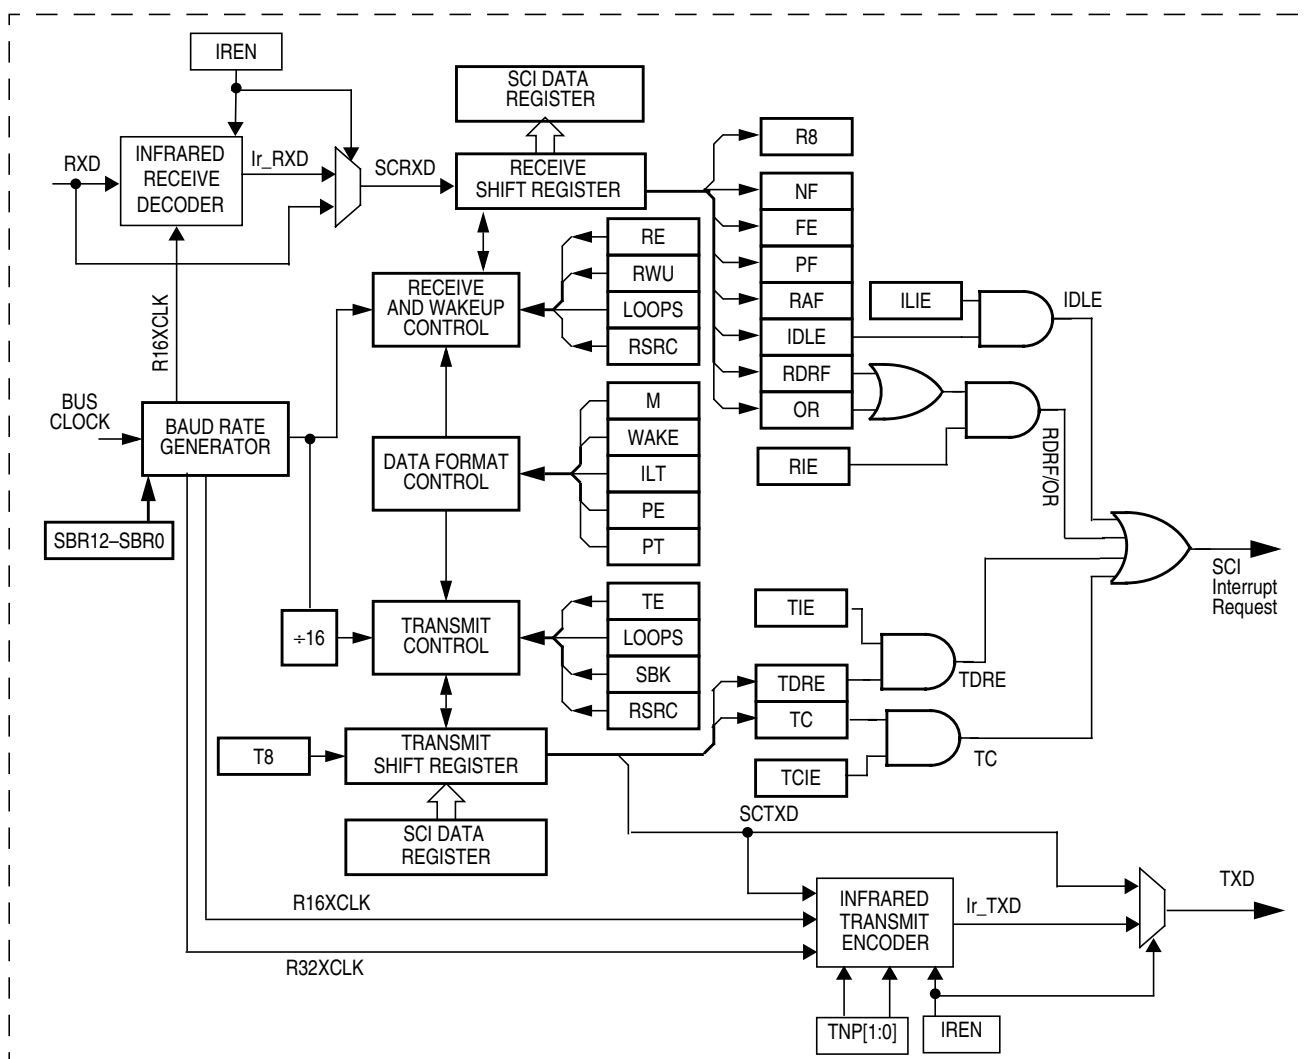 IREN
SCI DATA
REGISTER
R8
RXD
INFRARED
RECEIVE
DECODER
Ir_RXD
SCRXD
RECEIVE
SHIFT REGISTER
NF
FE
PF
RAF
IDLE
RDRF
OR
RE
RWU
LOOPS
RSRC
RECEIVE
AND WAKEUP
CONTROL
ILIE
IDLE
R16XCLK
BUS
CLOCK
BAUD RATE
GENERATOR
M
WAKE
ILT
PE
PT
DATA FORMAT
CONTROL
RIE
RDRF/OR
SBR12–SBR0
SCI
Interrupt
Request
÷16
TRANSMIT
CONTROL
TE
LOOPS
SBK
RSRC
TIE
TDRE
TC
TDRE
T8
TRANSMIT
SHIFT REGISTER
TCIE
TC
SCI DATA
REGISTER
SCTXD
R16XCLK
R32XCLK
INFRARED
TRANSMIT
ENCODER
Ir_TXD
TXD
TNP[1:0]
IREN